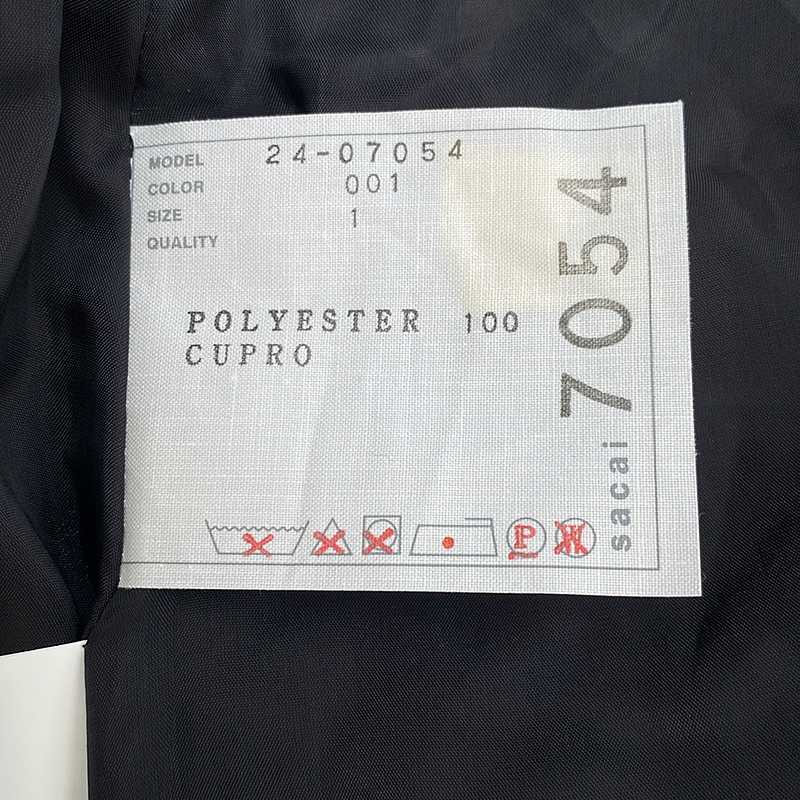 MODEL 24-07054
COLOR 001
SIZE 1
QUALITY
POLYESTER 100
CUPRO
P
W
sacai 7054